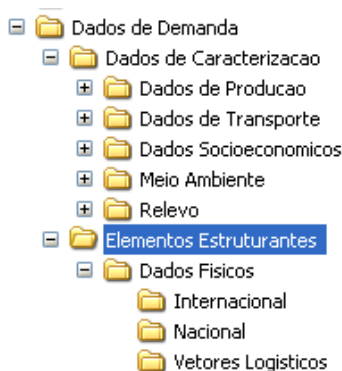 Dados de Demanda
Dados de Caracterizacao
Dados de Producao
Dados de Transporte
Dados Socioeconomicos
Meio Ambiente
Relevo
Elementos Estruturantes
Dados Fisicos
Internacional
Nacional
Vetores Logisticos